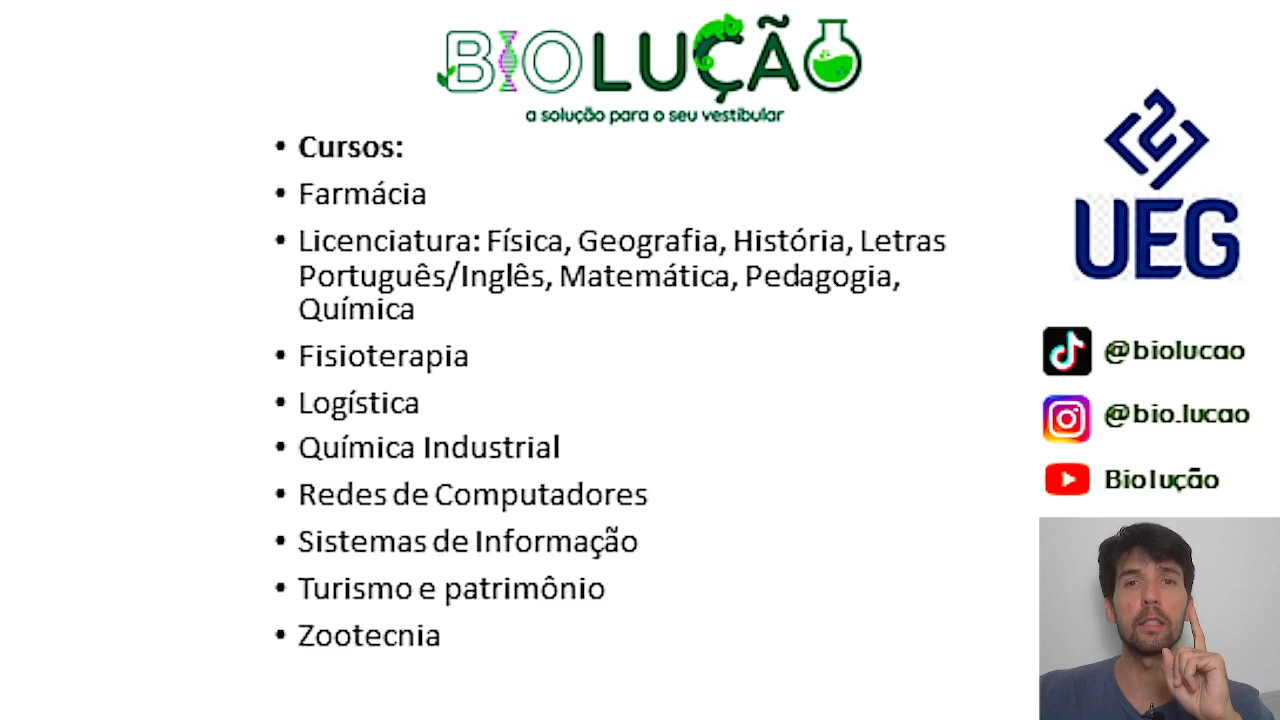 BIOLUÇÃO
a solução para o seu vestibular
• Cursos:
• Farmácia
• Licenciatura: Física, Geografia, História, Letras
Português/Inglês, Matemática, Pedagogia,
Química
• Fisioterapia
• Logística
• Química Industrial
• Redes de Computadores
• Sistemas de Informação
• Turismo e patrimônio
• Zootecnia
UEG
@biolucao
@bio.lucao
Biolução